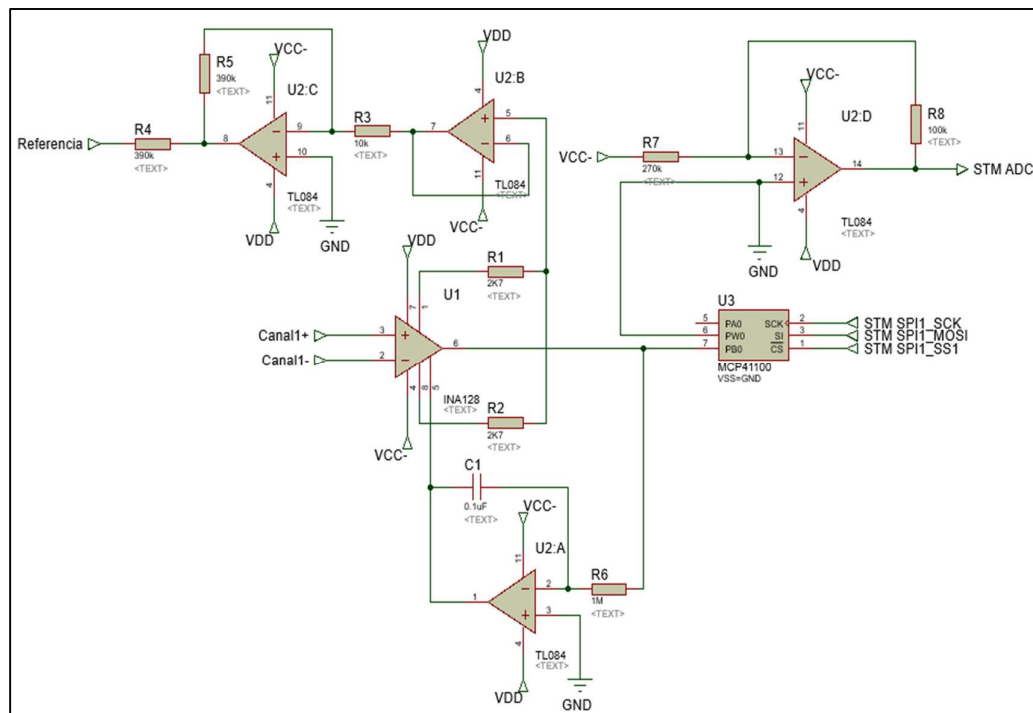 R5
390k
<TEXT>
VCC-
11
U2:C
Referencia
R4
390k
<TEXT>
8
9
10
4
TL084
<TEXT>
VDD
GND
R3
10k
<TEXT>
VDD
4
U2:B
7
5
6
11
TL084
<TEXT>
VCC-
VCC-
11
U2:D
R8
100k
<TEXT>
VCC-
R7
270k
<TEXT>
13
12
14
STM ADC
4
TL084
<TEXT>
GND
VDD
VDD
R1
2K7
<TEXT>
U1
7
1
Canal1+
3
Canal1-
2
6
4
8
5
INA128
<TEXT>
VCC-
R2
2K7
<TEXT>
U3
5
PA0
SCK
2
STM SPI1_SCK
6
PW0
SI
3
STM SPI1_MOSI
7
PB0
CS
1
STM SPI1_SS1
MCP41100
VSS=GND
C1
0.1uF
<TEXT>
VCC-
11
U2:A
R6
1M
<TEXT>
1
2
3
4
TL084
<TEXT>
VDD
GND